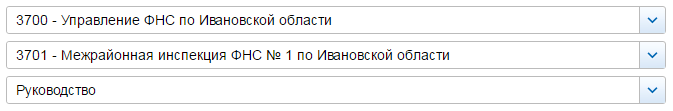 3700 - Управление ФНС по Ивановской области
3701 - Межрайонная инспекция ФНС № 1 по Ивановской области
Руководство